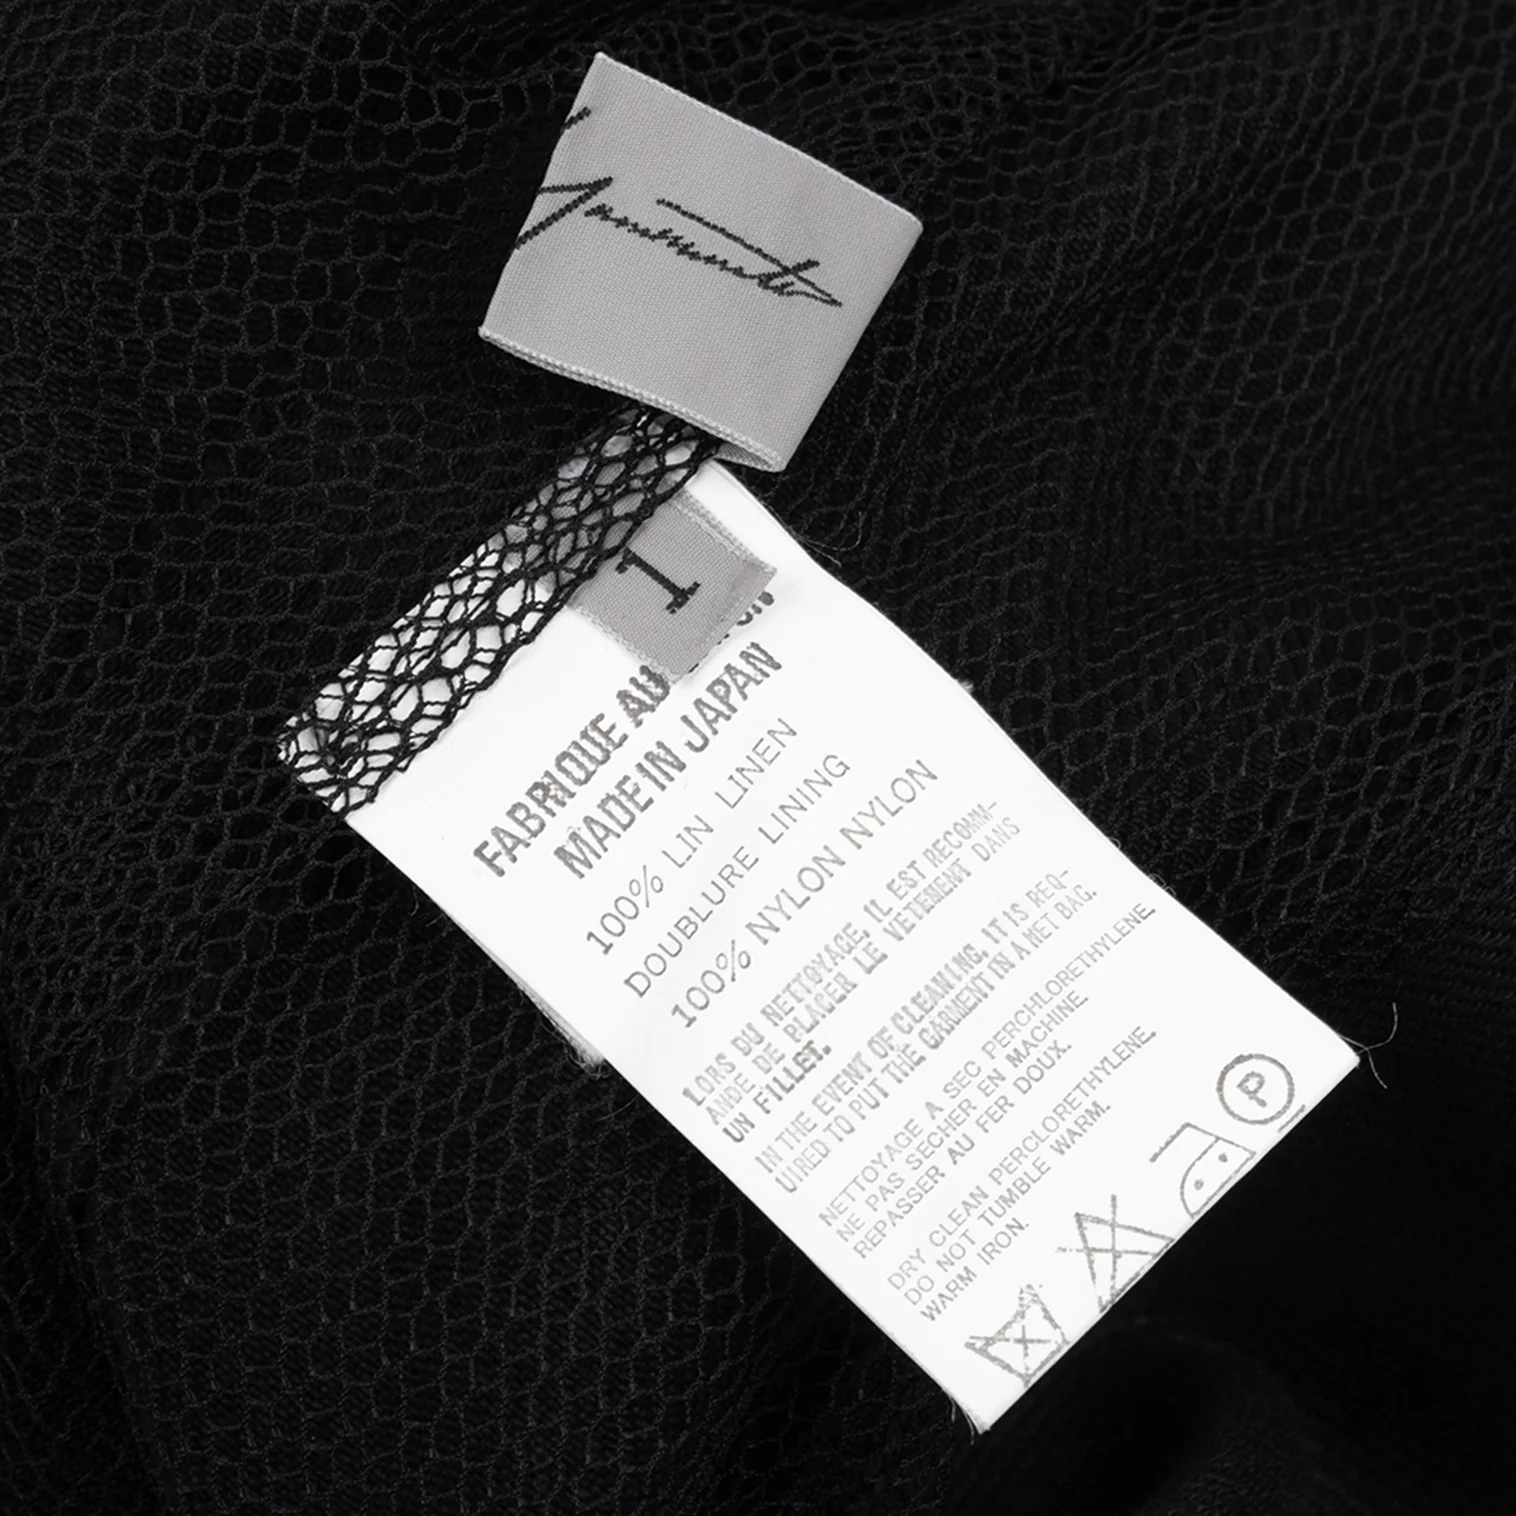 Yamamoto
1
FABRIQUE AU
MADE IN JAPAN
100% LIN LINEN
DOUBLURE LINING
100% NYLON NYLON
LORS DU NETTOYAGE, IL EST RECOMM-
ANDE DE PLACER LE VETEMENT DANS
UN FILLET.
IN THE EVENT OF CLEANING, IT IS REQ-
UIRED TO PUT THE GARMENT IN A MET BAG.
NETTOYAGE A SEC PERCHLORETHYLENE.
NE PAS SECHER EN MACHINE.
REPASSER AU FER DOUX.
DRY CLEAN PERCLORETHYLENE.
DO NOT TUMBLE WARM.
WARM IRON.
P